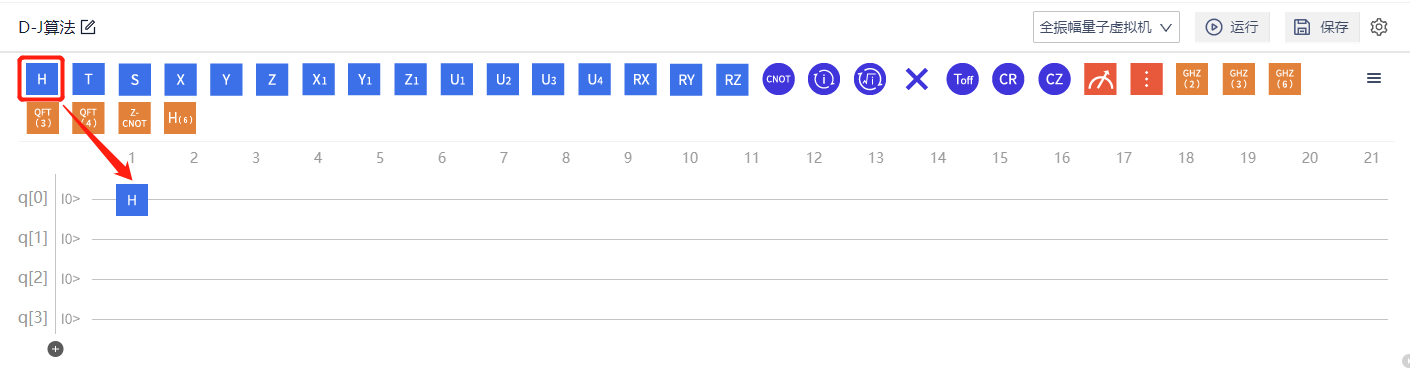 D-J算法 全振幅量子虚拟机 运行 保存
H T S X Y Z X1 Y1 Z1 U1 U2 U3 U4 RX RY RZ CNOT i √i Toff CR CZ GHZ (2) GHZ (3) GHZ (6)
QFT (3) QFT (4) Z-CNOT H(6)
1 2 3 4 5 6 7 8 9 10 11 12 13 14 15 16 17 18 19 20 21
q[0] |0> H
q[1] |0>
q[2] |0>
q[3] |0>